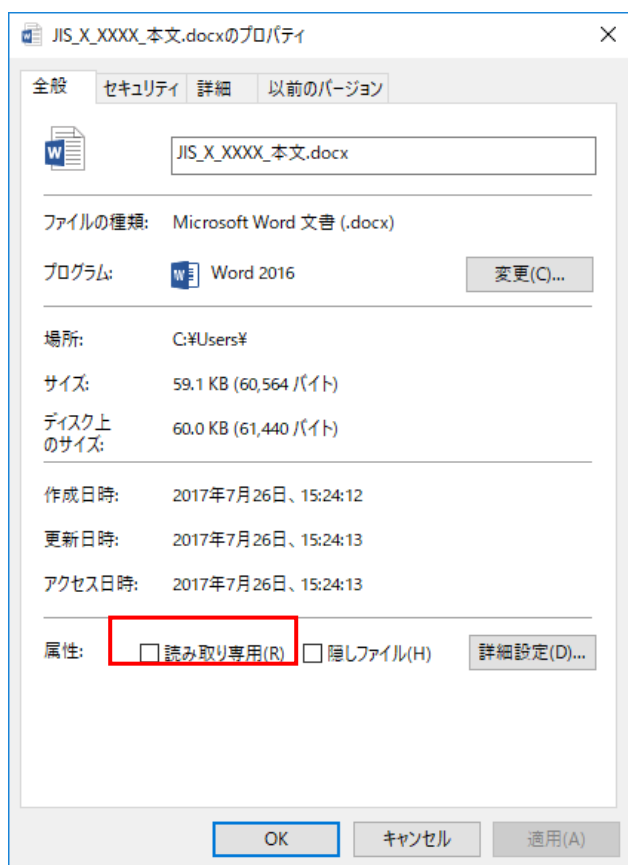 JIS_X_XXXX_本文.docxのプロパティ
全般 セキュリティ 詳細 以前のバージョン
JIS_X_XXXX_本文.docx
ファイルの種類: Microsoft Word 文書 (.docx)
プログラム: Word 2016 変更(C)...
場所: C:¥Users¥
サイズ: 59.1 KB (60,564 バイト)
ディスク上
のサイズ: 60.0 KB (61,440 バイト)
作成日時: 2017年7月26日、15:24:12
更新日時: 2017年7月26日、15:24:13
アクセス日時: 2017年7月26日、15:24:13
属性: 読み取り専用(R) 隠しファイル(H) 詳細設定(D)...
OK キャンセル 適用(A)